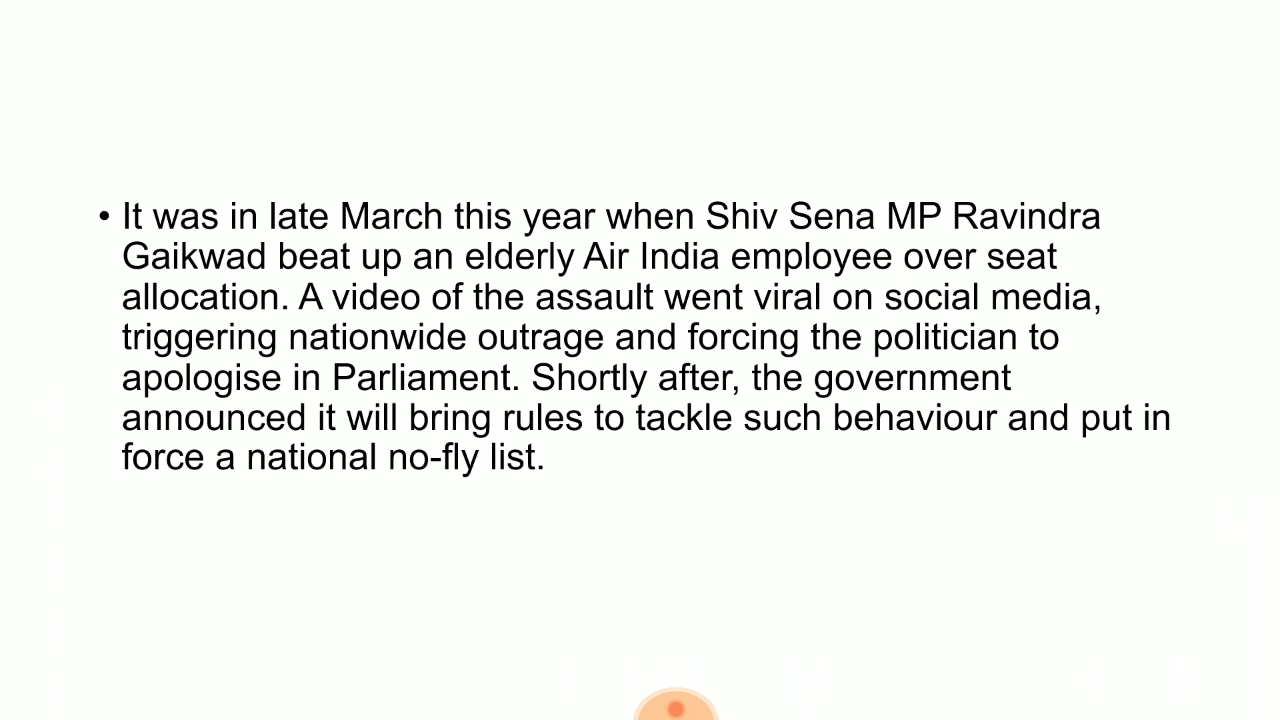 • It was in late March this year when Shiv Sena MP Ravindra
Gaikwad beat up an elderly Air India employee over seat
allocation. A video of the assault went viral on social media,
triggering nationwide outrage and forcing the politician to
apologise in Parliament. Shortly after, the government
announced it will bring rules to tackle such behaviour and put in
force a national no-fly list.